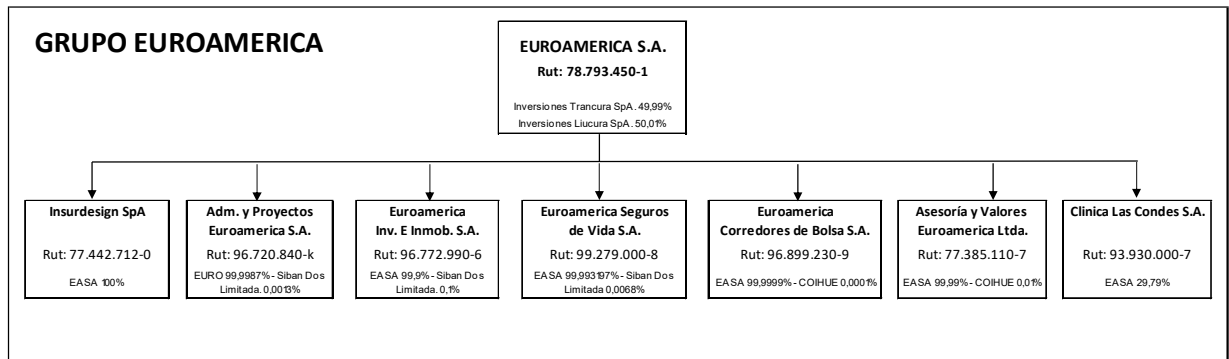 GRUPO EUROAMERICA
EUROAMERICA S.A.
Rut: 78.793.450-1
Inversiones Trancura SpA. 49,99%
Inversiones Liucura SpA. 50,01%
Insurdesign SpA
Rut: 77.442.712-0
EASA 100%
Adm. y Proyectos
Euroamerica S.A.
Rut: 96.720.840-k
EURO 99,9987% - Siban Dos
Limitada. 0,0013%
Euroamerica
Inv. E Inmob. S.A.
Rut: 96.772.990-6
EASA 99,9% - Siban Dos
Limitada. 0,1%
Euroamerica Seguros
de Vida S.A.
Rut: 99.279.000-8
EASA 99,993197% - Siban Dos
Limitada 0,0068%
Euroamerica
Corredores de Bolsa S.A.
Rut: 96.899.230-9
EASA 99,9999% - COIHUE 0,0001%
Asesoría y Valores
Euroamerica Ltda.
Rut: 77.385.110-7
EASA 99,99% - COIHUE 0,01%
Clinica Las Condes S.A.
Rut: 93.930.000-7
EASA 29,79%